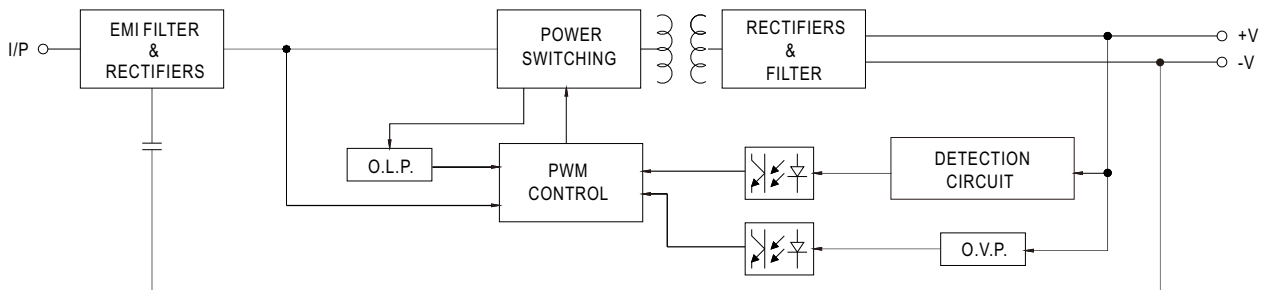 I/P
EMI FILTER
&
RECTIFIERS
POWER
SWITCHING
RECTIFIERS
&
FILTER
+V
-V
O.L.P.
PWM
CONTROL
DETECTION
CIRCUIT
O.V.P.